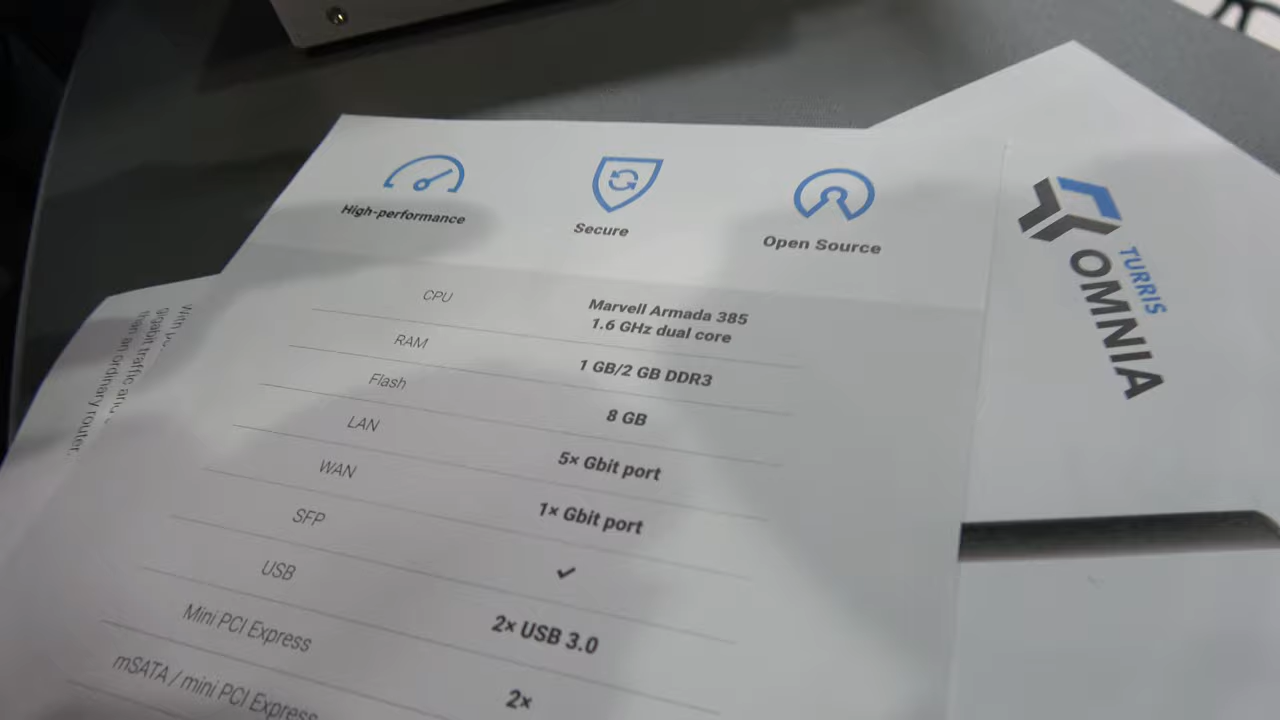 High-performance
Secure
Open Source
CPU
Marvell Armada 385
1.6 GHz dual core
RAM
1 GB/2 GB DDR3
Flash
8 GB
LAN
5× Gbit port
WAN
1× Gbit port
SFP
✓
USB
2× USB 3.0
Mini PCI Express
2×
mSATA / mini PCI Express
TURRIS
OMNIA
With
gigabit traffic and
than an ordinary router.